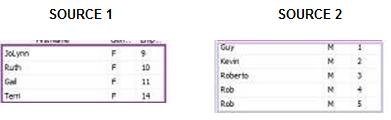 SOURCE 1
SOURCE 2
JoLynn F 9
Ruth F 10
Gail F 11
Terri F 14
Guy M 1
Kevin M 2
Roberto M 3
Rob M 4
Rob M 5